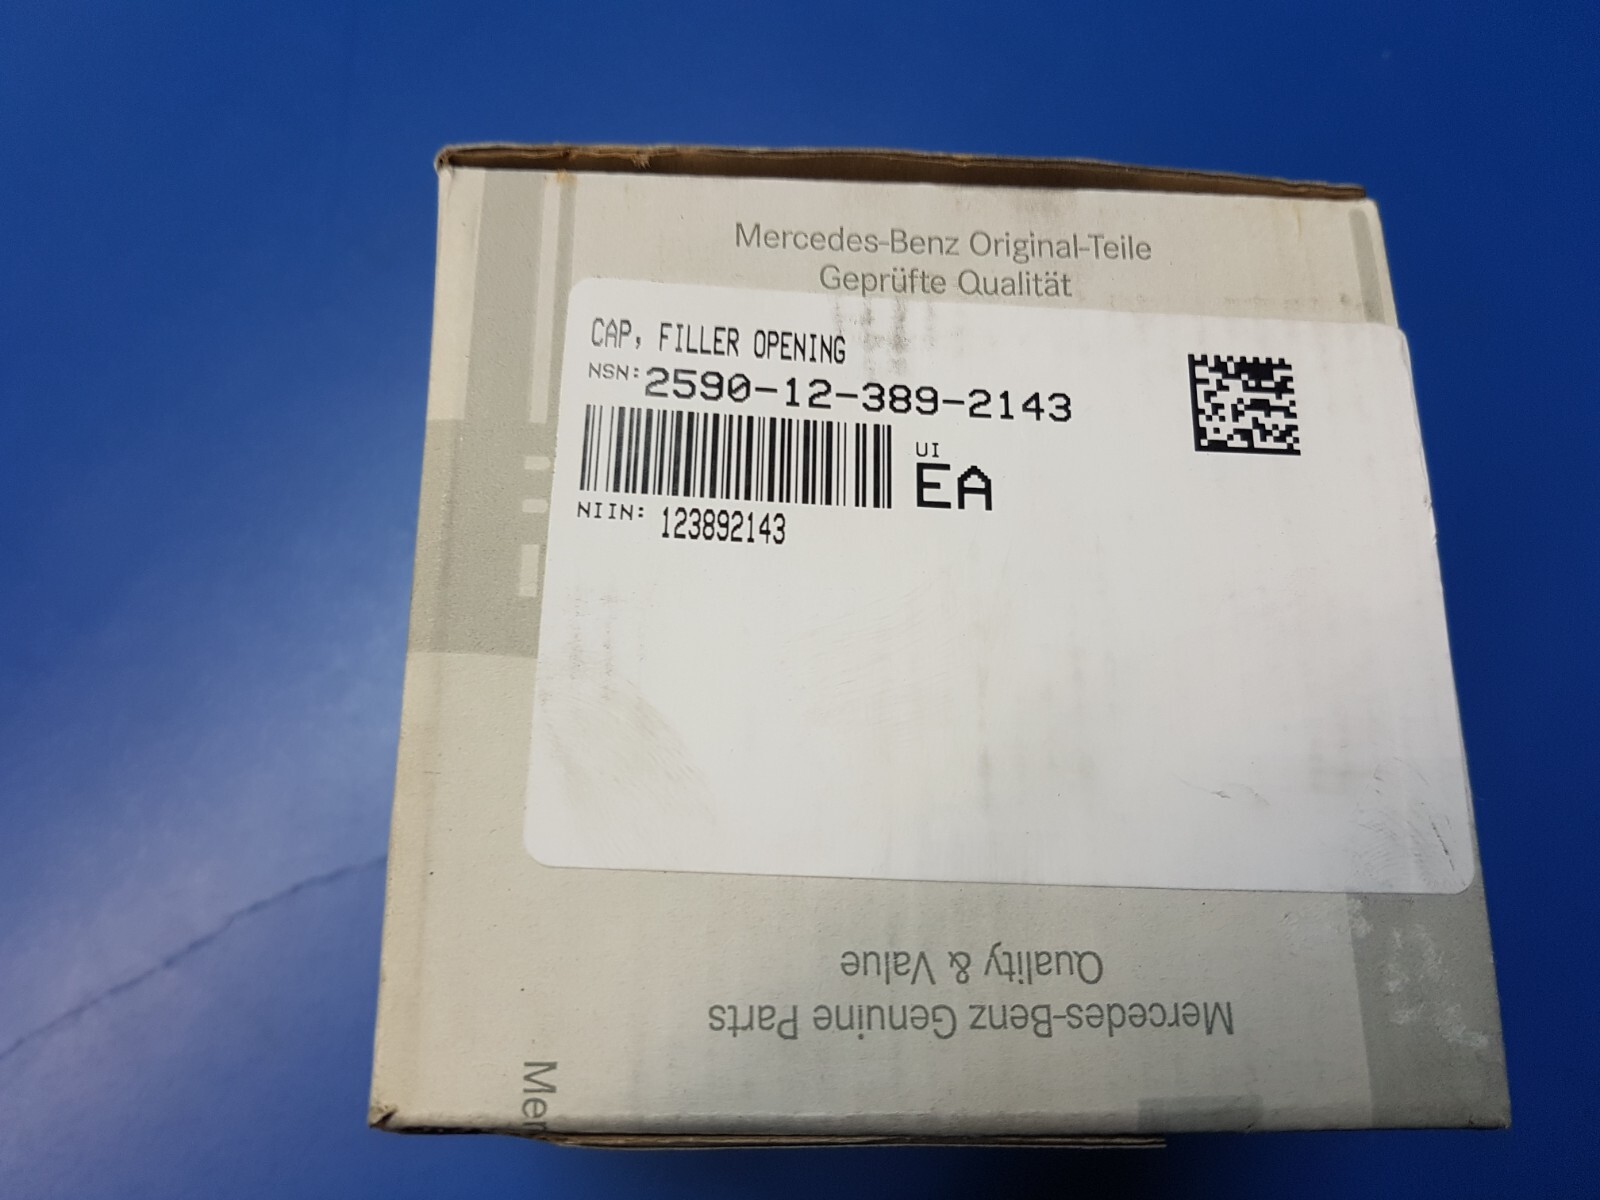 Mercedes-Benz Original-Teile
Geprüfte Qualität
CAP, FILLER OPENING
NSN: 2590-12-389-2143
UI
EA
NIIN: 123892143
Quality & Value
Mercedes-Benz Genuine Parts
Mer